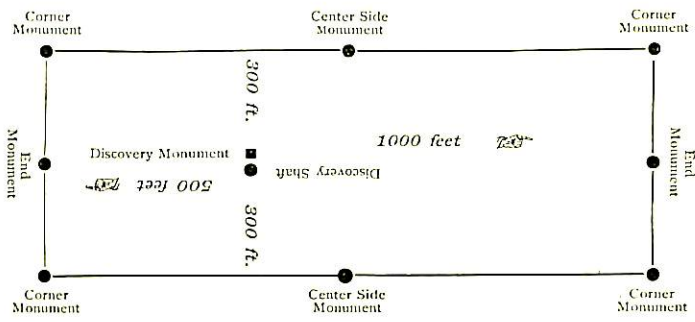 Corner
Monument
Center Side
Monument
Corner
Monument
300 ft.
1000 feet
End
Monument
Discovery Monument
Discovery Shaft
500 feet
End
Monument
300 ft.
Corner
Monument
Center Side
Monument
Corner
Monument